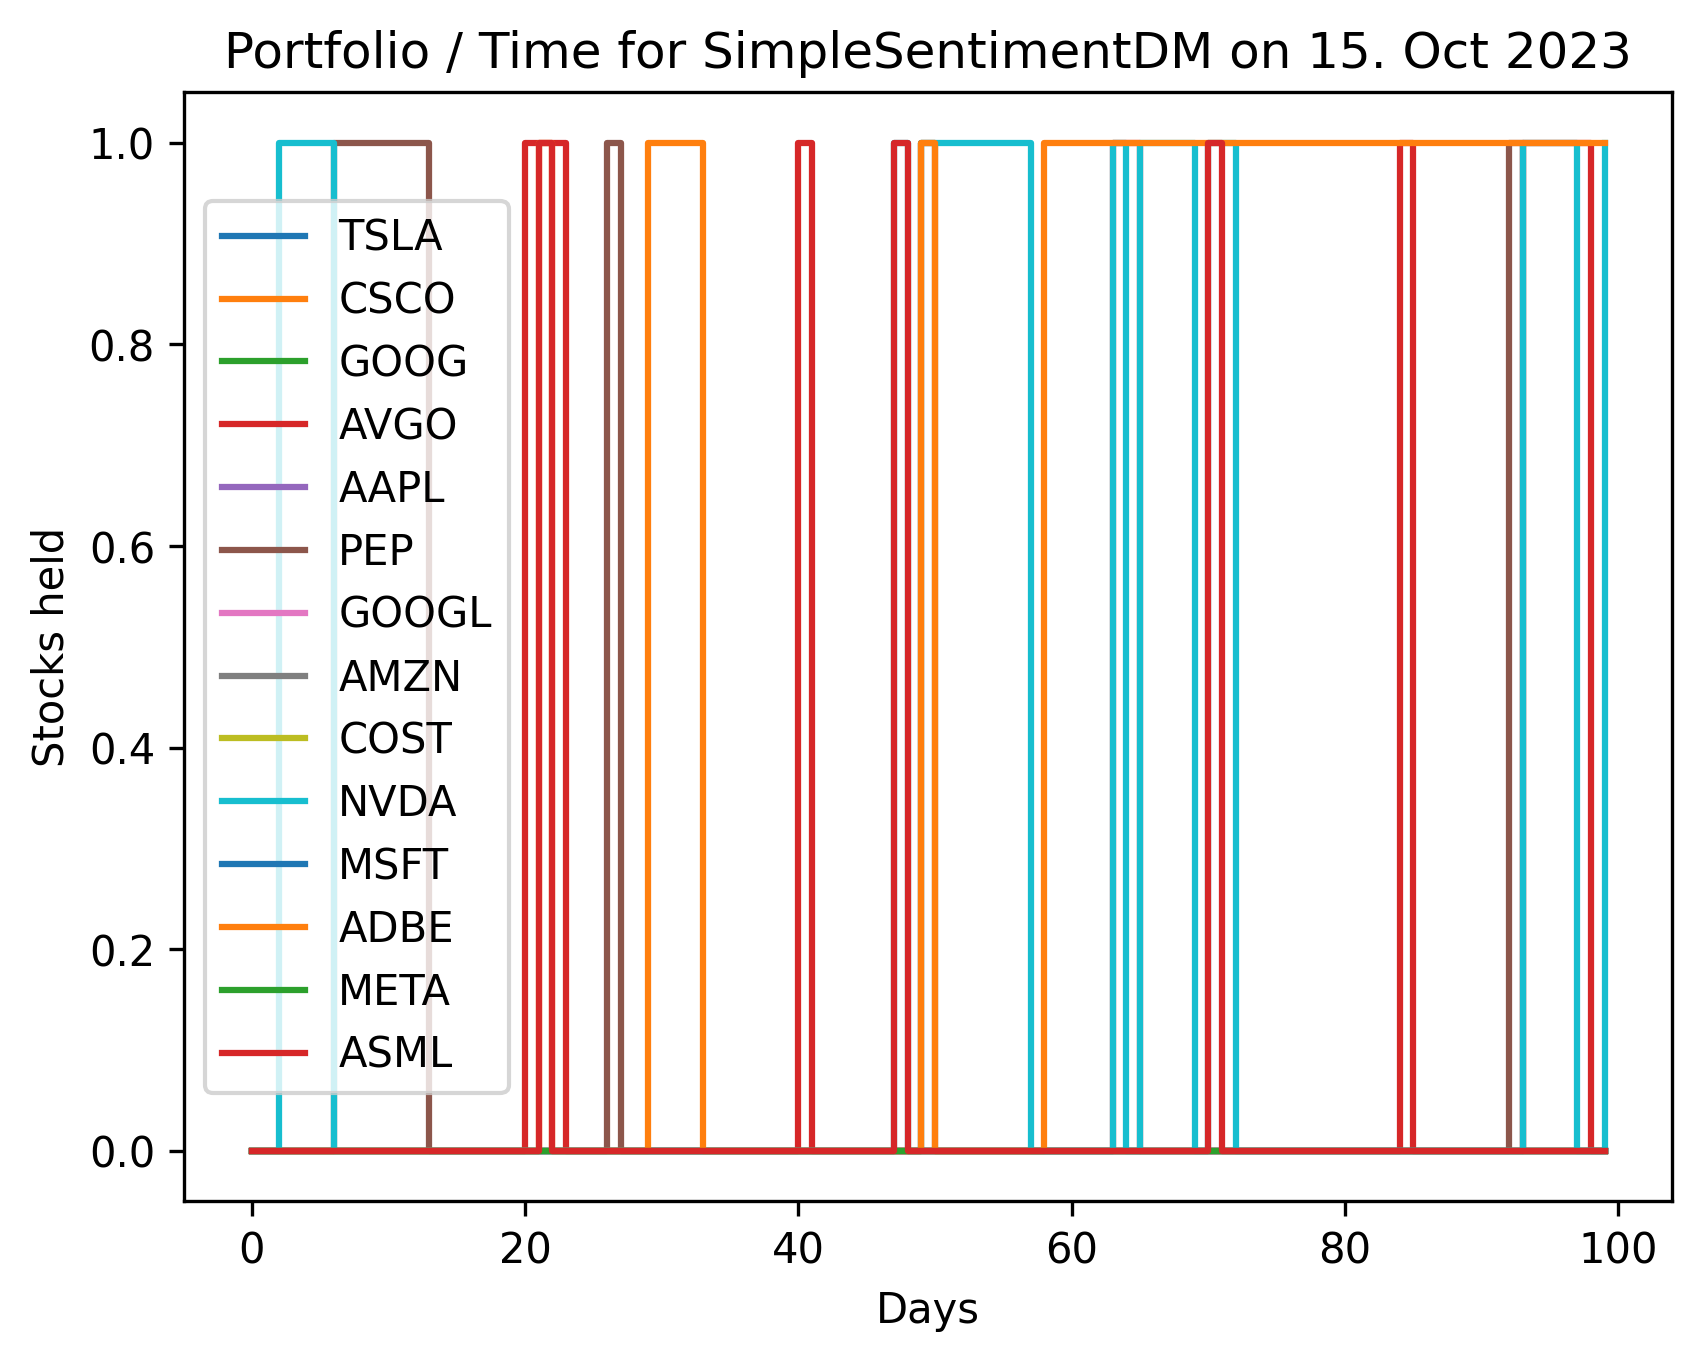 Portfolio / Time for SimpleSentimentDM on 15. Oct 2023
1.0
0.8
0.6
0.4
0.2
0.0
Stocks held
TSLA
CSCO
GOOG
AVGO
AAPL
PEP
GOOGL
AMZN
COST
NVDA
MSFT
ADBE
META
ASML
0 20 40 60 80 100
Days